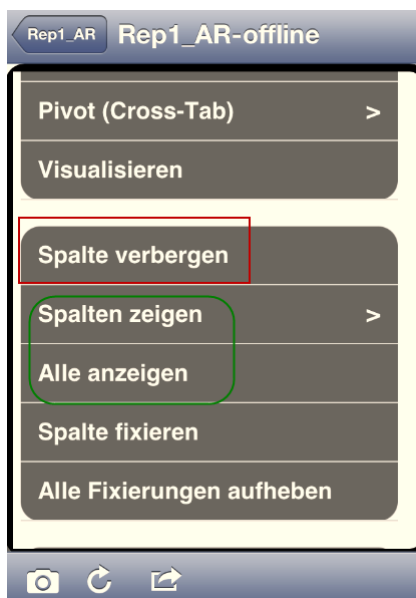 Rep1_AR Rep1_AR-offline
Pivot (Cross-Tab) >
Visualisieren
Spalte verbergen
Spalten zeigen >
Alle anzeigen
Spalte fixieren
Alle Fixierungen aufheben